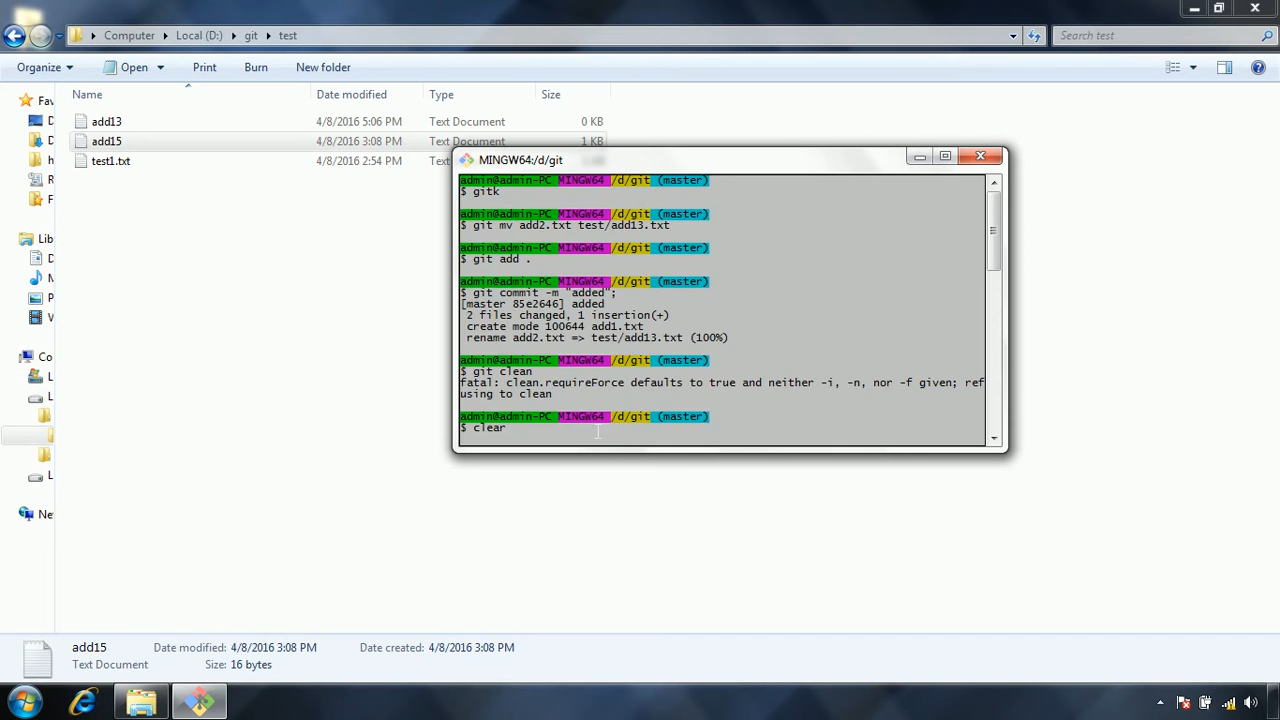 Computer Local (D:) git test
Search test
Organize Open Print Burn New folder
Name Date modified Type Size
Fav
add13 4/8/2016 5:06 PM Text Document 0 KB
D
add15 4/8/2016 3:08 PM Text Document 1 KB
D
test1.txt 4/8/2016 2:54 PM
h
R
F
Lib
D
M
P
V
Co
L
L
L
Ne
MINGW64:/d/git
admin@admin-PC MINGW64 /d/git (master)
$ gitk
admin@admin-PC MINGW64 /d/git (master)
$ git mv add2.txt test/add13.txt
admin@admin-PC MINGW64 /d/git (master)
$ git add .
admin@admin-PC MINGW64 /d/git (master)
$ git commit -m "added";
[master 85e2646] added
2 files changed, 1 insertion(+)
create mode 100644 add1.txt
rename add2.txt => test/add13.txt (100%)
admin@admin-PC MINGW64 /d/git (master)
$ git clean
fatal: clean.requireForce defaults to true and neither -i, -n, nor -f given; ref
using to clean
admin@admin-PC MINGW64 /d/git (master)
$ clear
add15 Date modified: 4/8/2016 3:08 PM Date created: 4/8/2016 3:08 PM
Text Document Size: 16 bytes